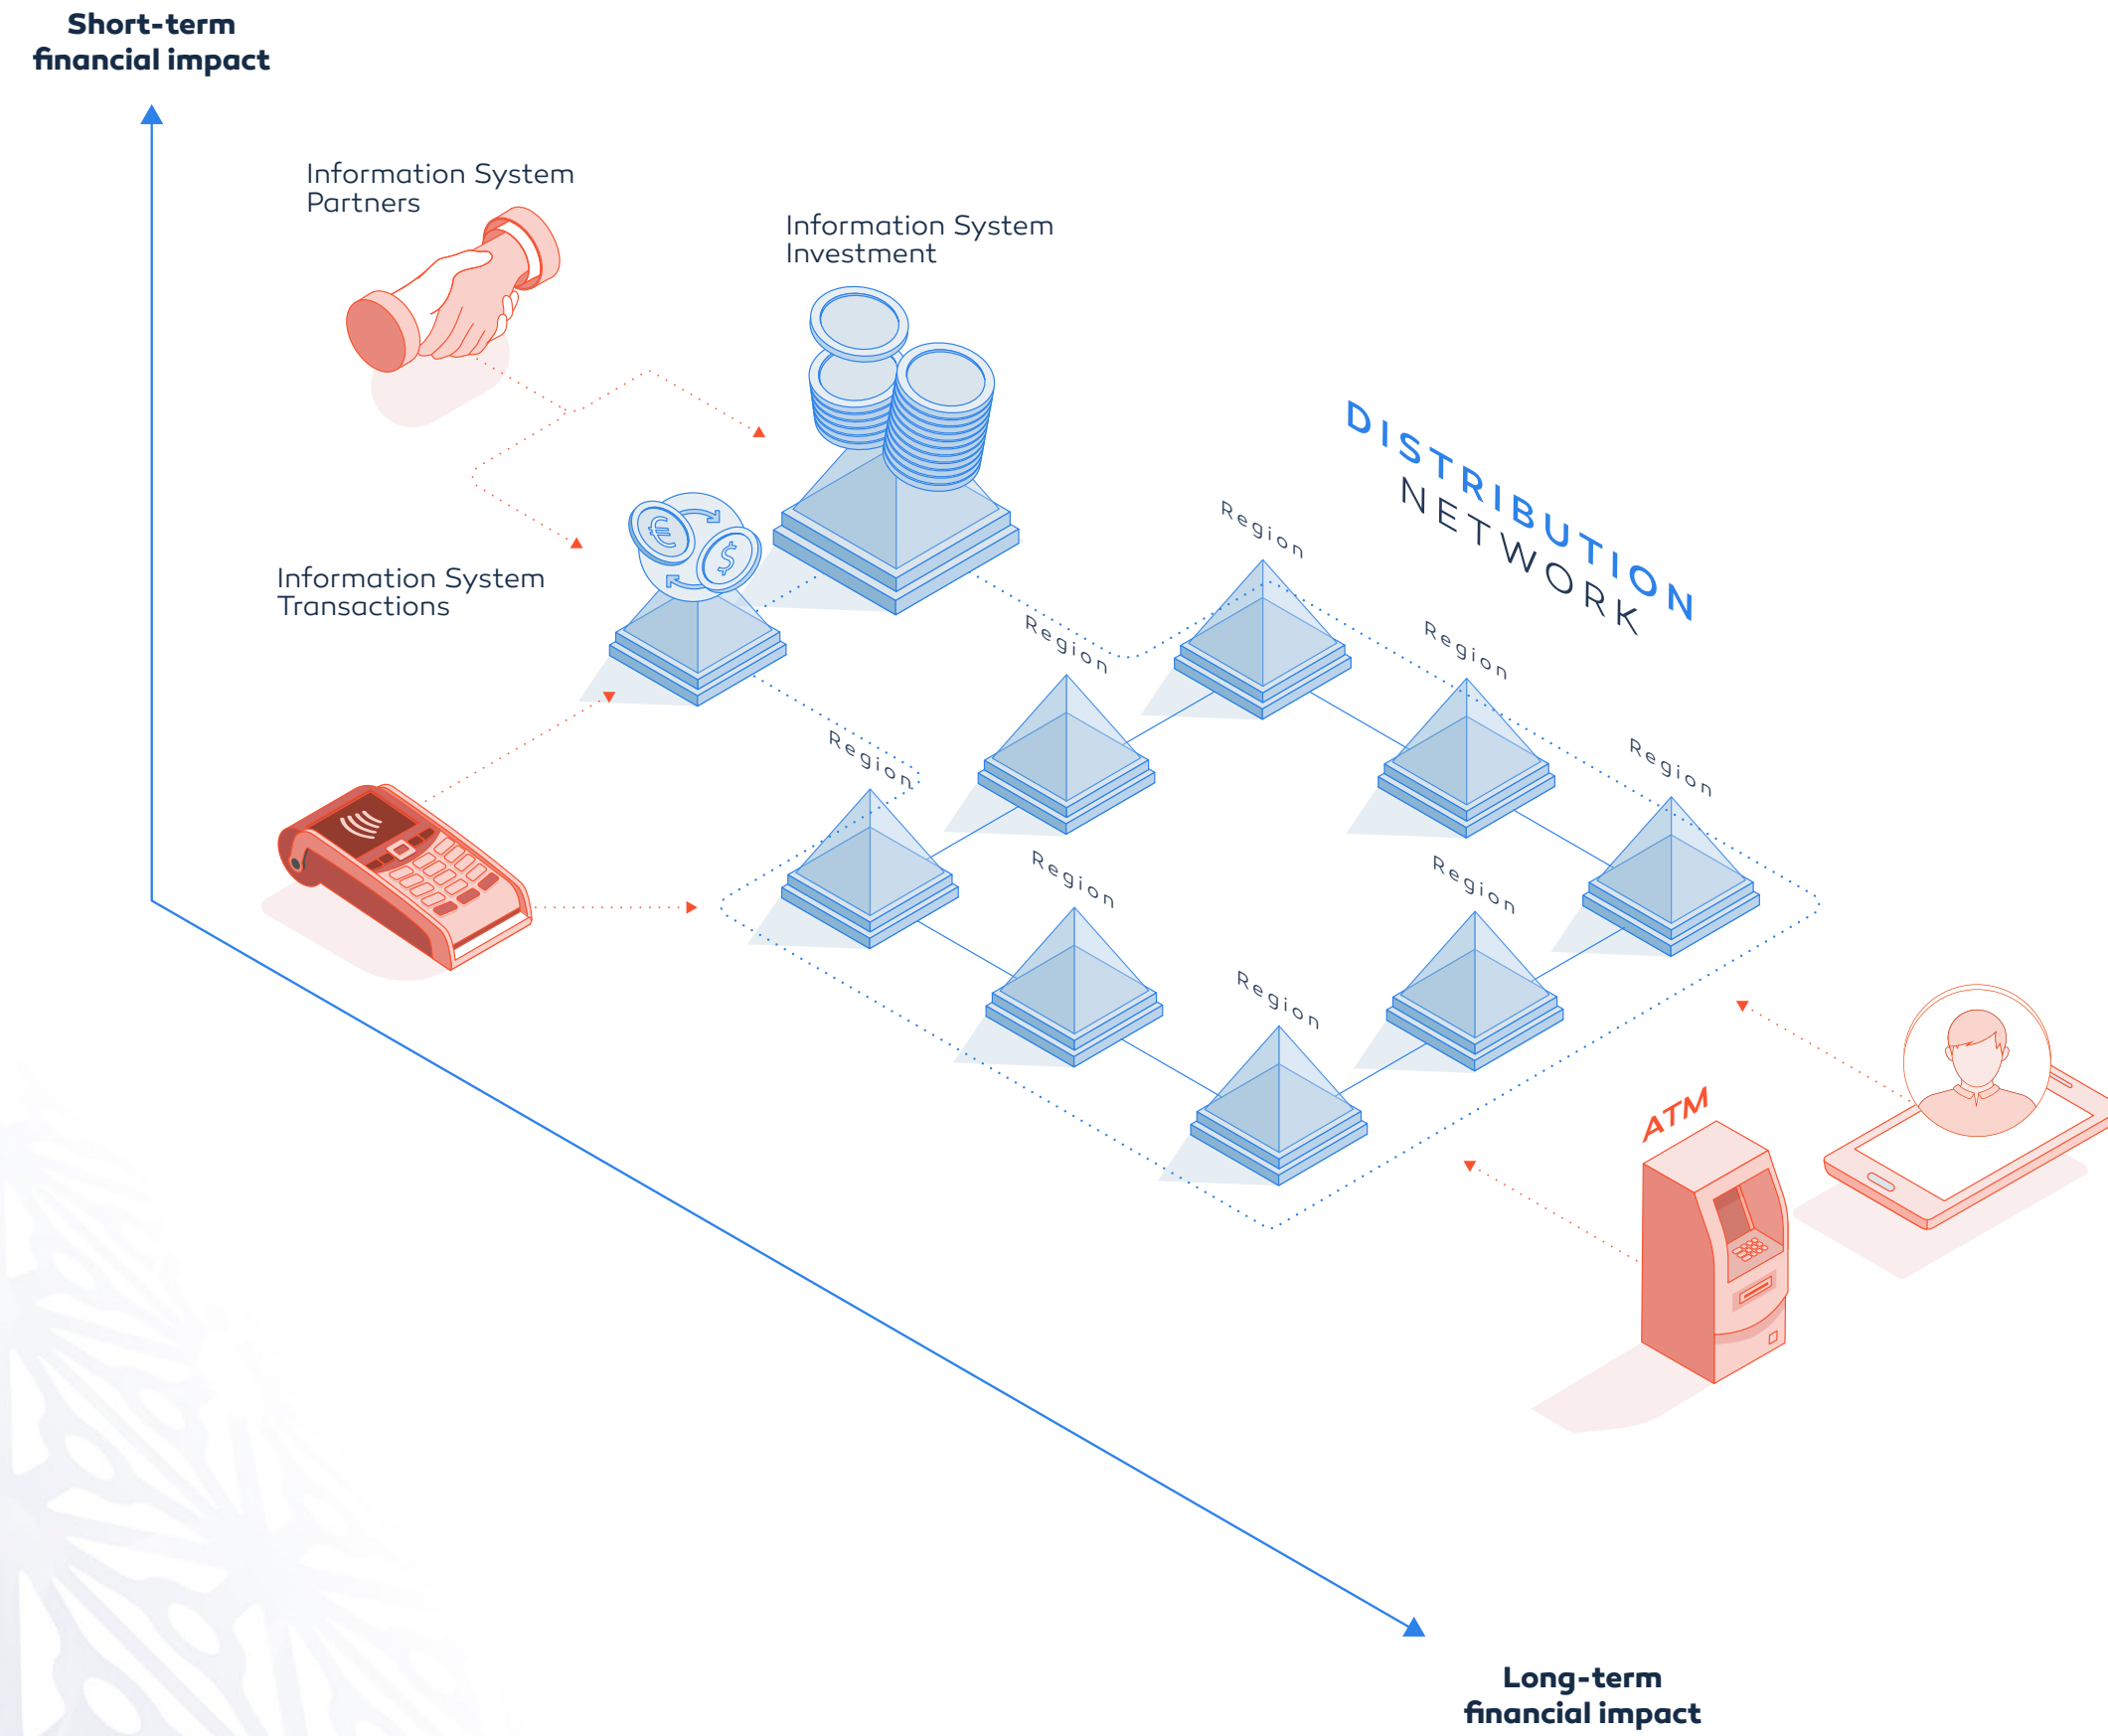 Short-term
financial impact
Information System
Partners
Information System
Investment
DISTRIBUTION
NETWORK
Region
Region
Region
Information System
Transactions
Region
Region
Region
Region
Region
€
$
ATM
Long-term
financial impact